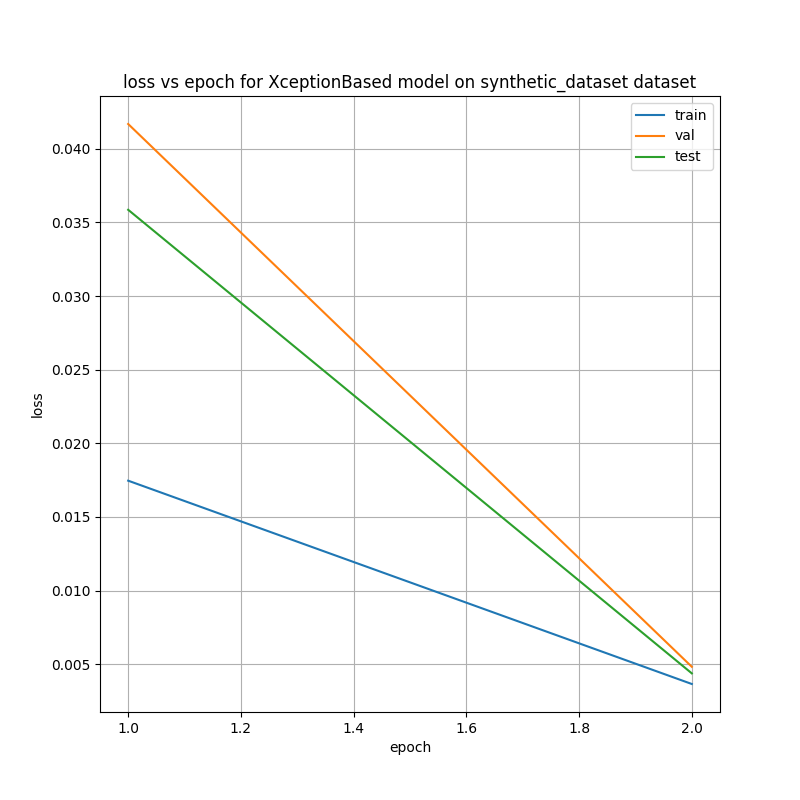 loss vs epoch for XceptionBased model on synthetic_dataset dataset
train
val
test
0.040
0.035
0.030
0.025
0.020
0.015
0.010
0.005
loss
1.0 1.2 1.4 1.6 1.8 2.0
epoch